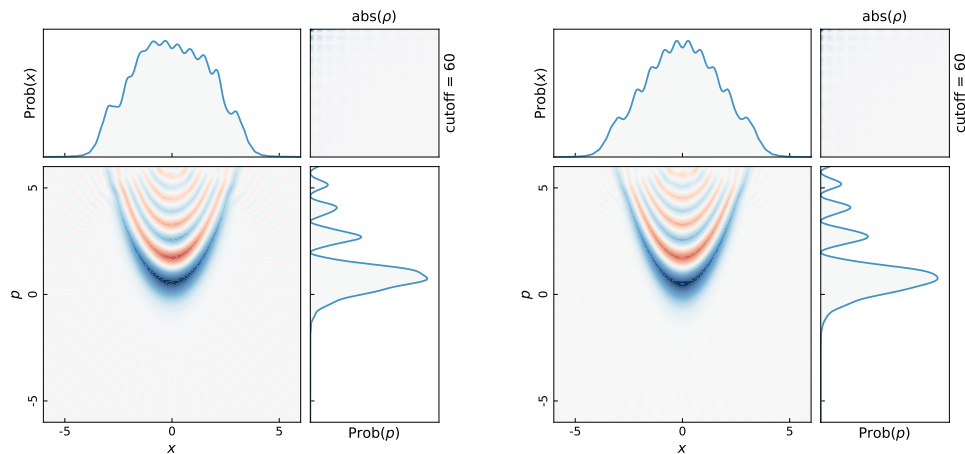 abs(ρ)
Prob(x)
cutoff = 60
p
5
0
-5
-5
0
5
x
Prob(p)
abs(ρ)
Prob(x)
cutoff = 60
p
5
0
-5
-5
0
5
x
Prob(p)